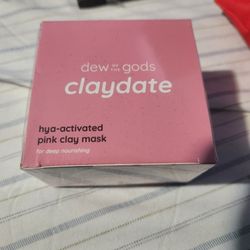 dew OF THE gods
claydate
hya-activated
pink clay mask
for deep nourishing